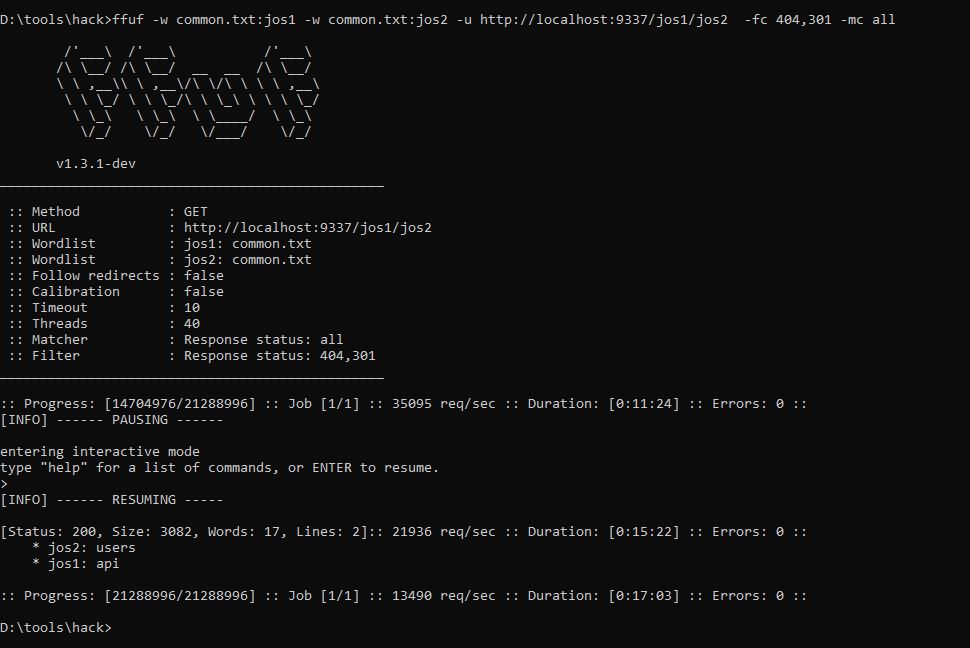 D:\tools\hack>ffuf -w common.txt:jos1 -w common.txt:jos2 -u http://localhost:9337/jos1/jos2  -fc 404,301 -mc all

        /'___\  /'___\           /'___\
       /\ \__/ /\ \__/  __  __  /\ \__/
       \ \ ,__\\ \ ,__\/\ \/\ \ \ \ ,__\
        \ \ \_/ \ \ \_/\ \ \_\ \ \ \ \_/
         \ \_\   \ \_\  \ \____/  \ \_\
          \/_/    \/_/   \/___/    \/_/

       v1.3.1-dev
________________________________________________

 :: Method           : GET
 :: URL              : http://localhost:9337/jos1/jos2
 :: Wordlist         : jos1: common.txt
 :: Wordlist         : jos2: common.txt
 :: Follow redirects : false
 :: Calibration      : false
 :: Timeout          : 10
 :: Threads          : 40
 :: Matcher          : Response status: all
 :: Filter           : Response status: 404,301
________________________________________________

:: Progress: [14704976/21288996] :: Job [1/1] :: 35095 req/sec :: Duration: [0:11:24] :: Errors: 0 ::
[INFO] ------ PAUSING ------

entering interactive mode
type "help" for a list of commands, or ENTER to resume.
>
[INFO] ------ RESUMING -----

[Status: 200, Size: 3082, Words: 17, Lines: 2]:: 21936 req/sec :: Duration: [0:15:22] :: Errors: 0 ::
    * jos2: users
    * jos1: api

:: Progress: [21288996/21288996] :: Job [1/1] :: 13490 req/sec :: Duration: [0:17:03] :: Errors: 0 ::

D:\tools\hack>